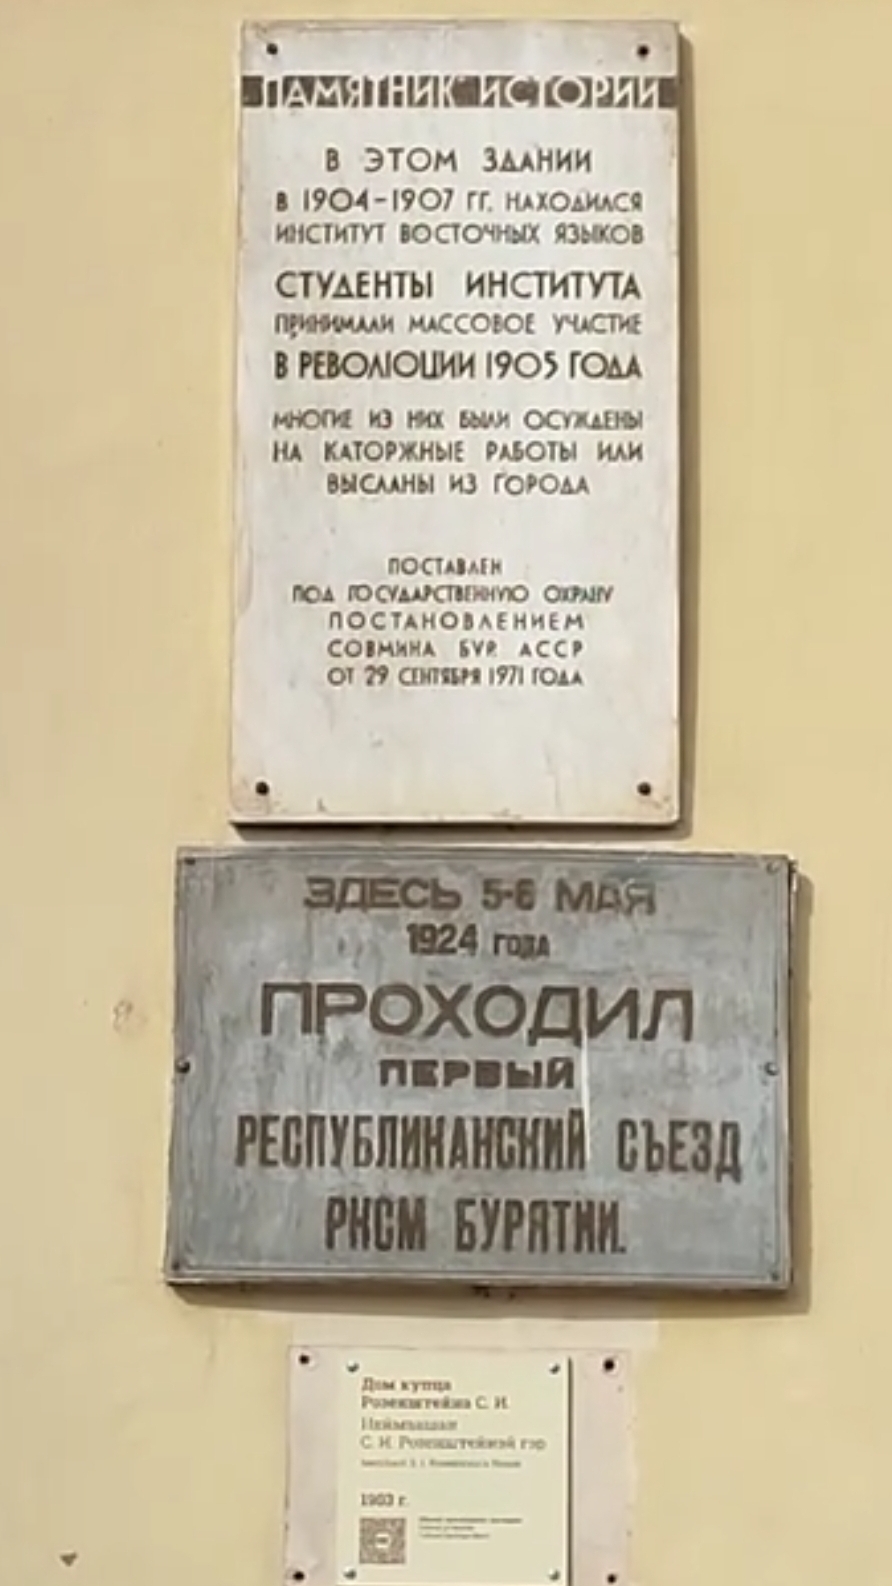 ПАМЯТНИК ИСТОРИИ
В ЭТОМ ЗДАНИИ
В 1904-1907 ГГ. НАХОДИЛСЯ
ИНСТИТУТ ВОСТОЧНЫХ ЯЗЫКОВ
СТУДЕНТЫ ИНСТИТУТА
ПРИНИМАЛИ МАССОВОЕ УЧАСТИЕ
В РЕВОЛЮЦИИ 1905 ГОДА
МНОГИЕ ИЗ НИХ БЫЛИ ОСУЖДЕНЫ
НА КАТОРЖНЫЕ РАБОТЫ ИЛИ
ВЫСЛАНЫ ИЗ ГОРОДА
ПОСТАВЛЕН
ПОД ГОСУДАРСТВЕННУЮ ОХРАНУ
ПОСТАНОВЛЕНИЕМ
СОВМИНА БУР. АССР
ОТ 29 СЕНТЯБРЯ 1971 ГОДА
ЗДЕСЬ 5-8 МАЯ
1924 ГОДА
ПРОХОДИЛ
ПЕРВЫЙ
РЕСПУБЛИКАНСКИЙ СЪЕЗД
РКСМ БУРЯТИИ.
Дом купца
Розенштейна С. И.
С. И. Розенштейнэй гэр
1903 г.